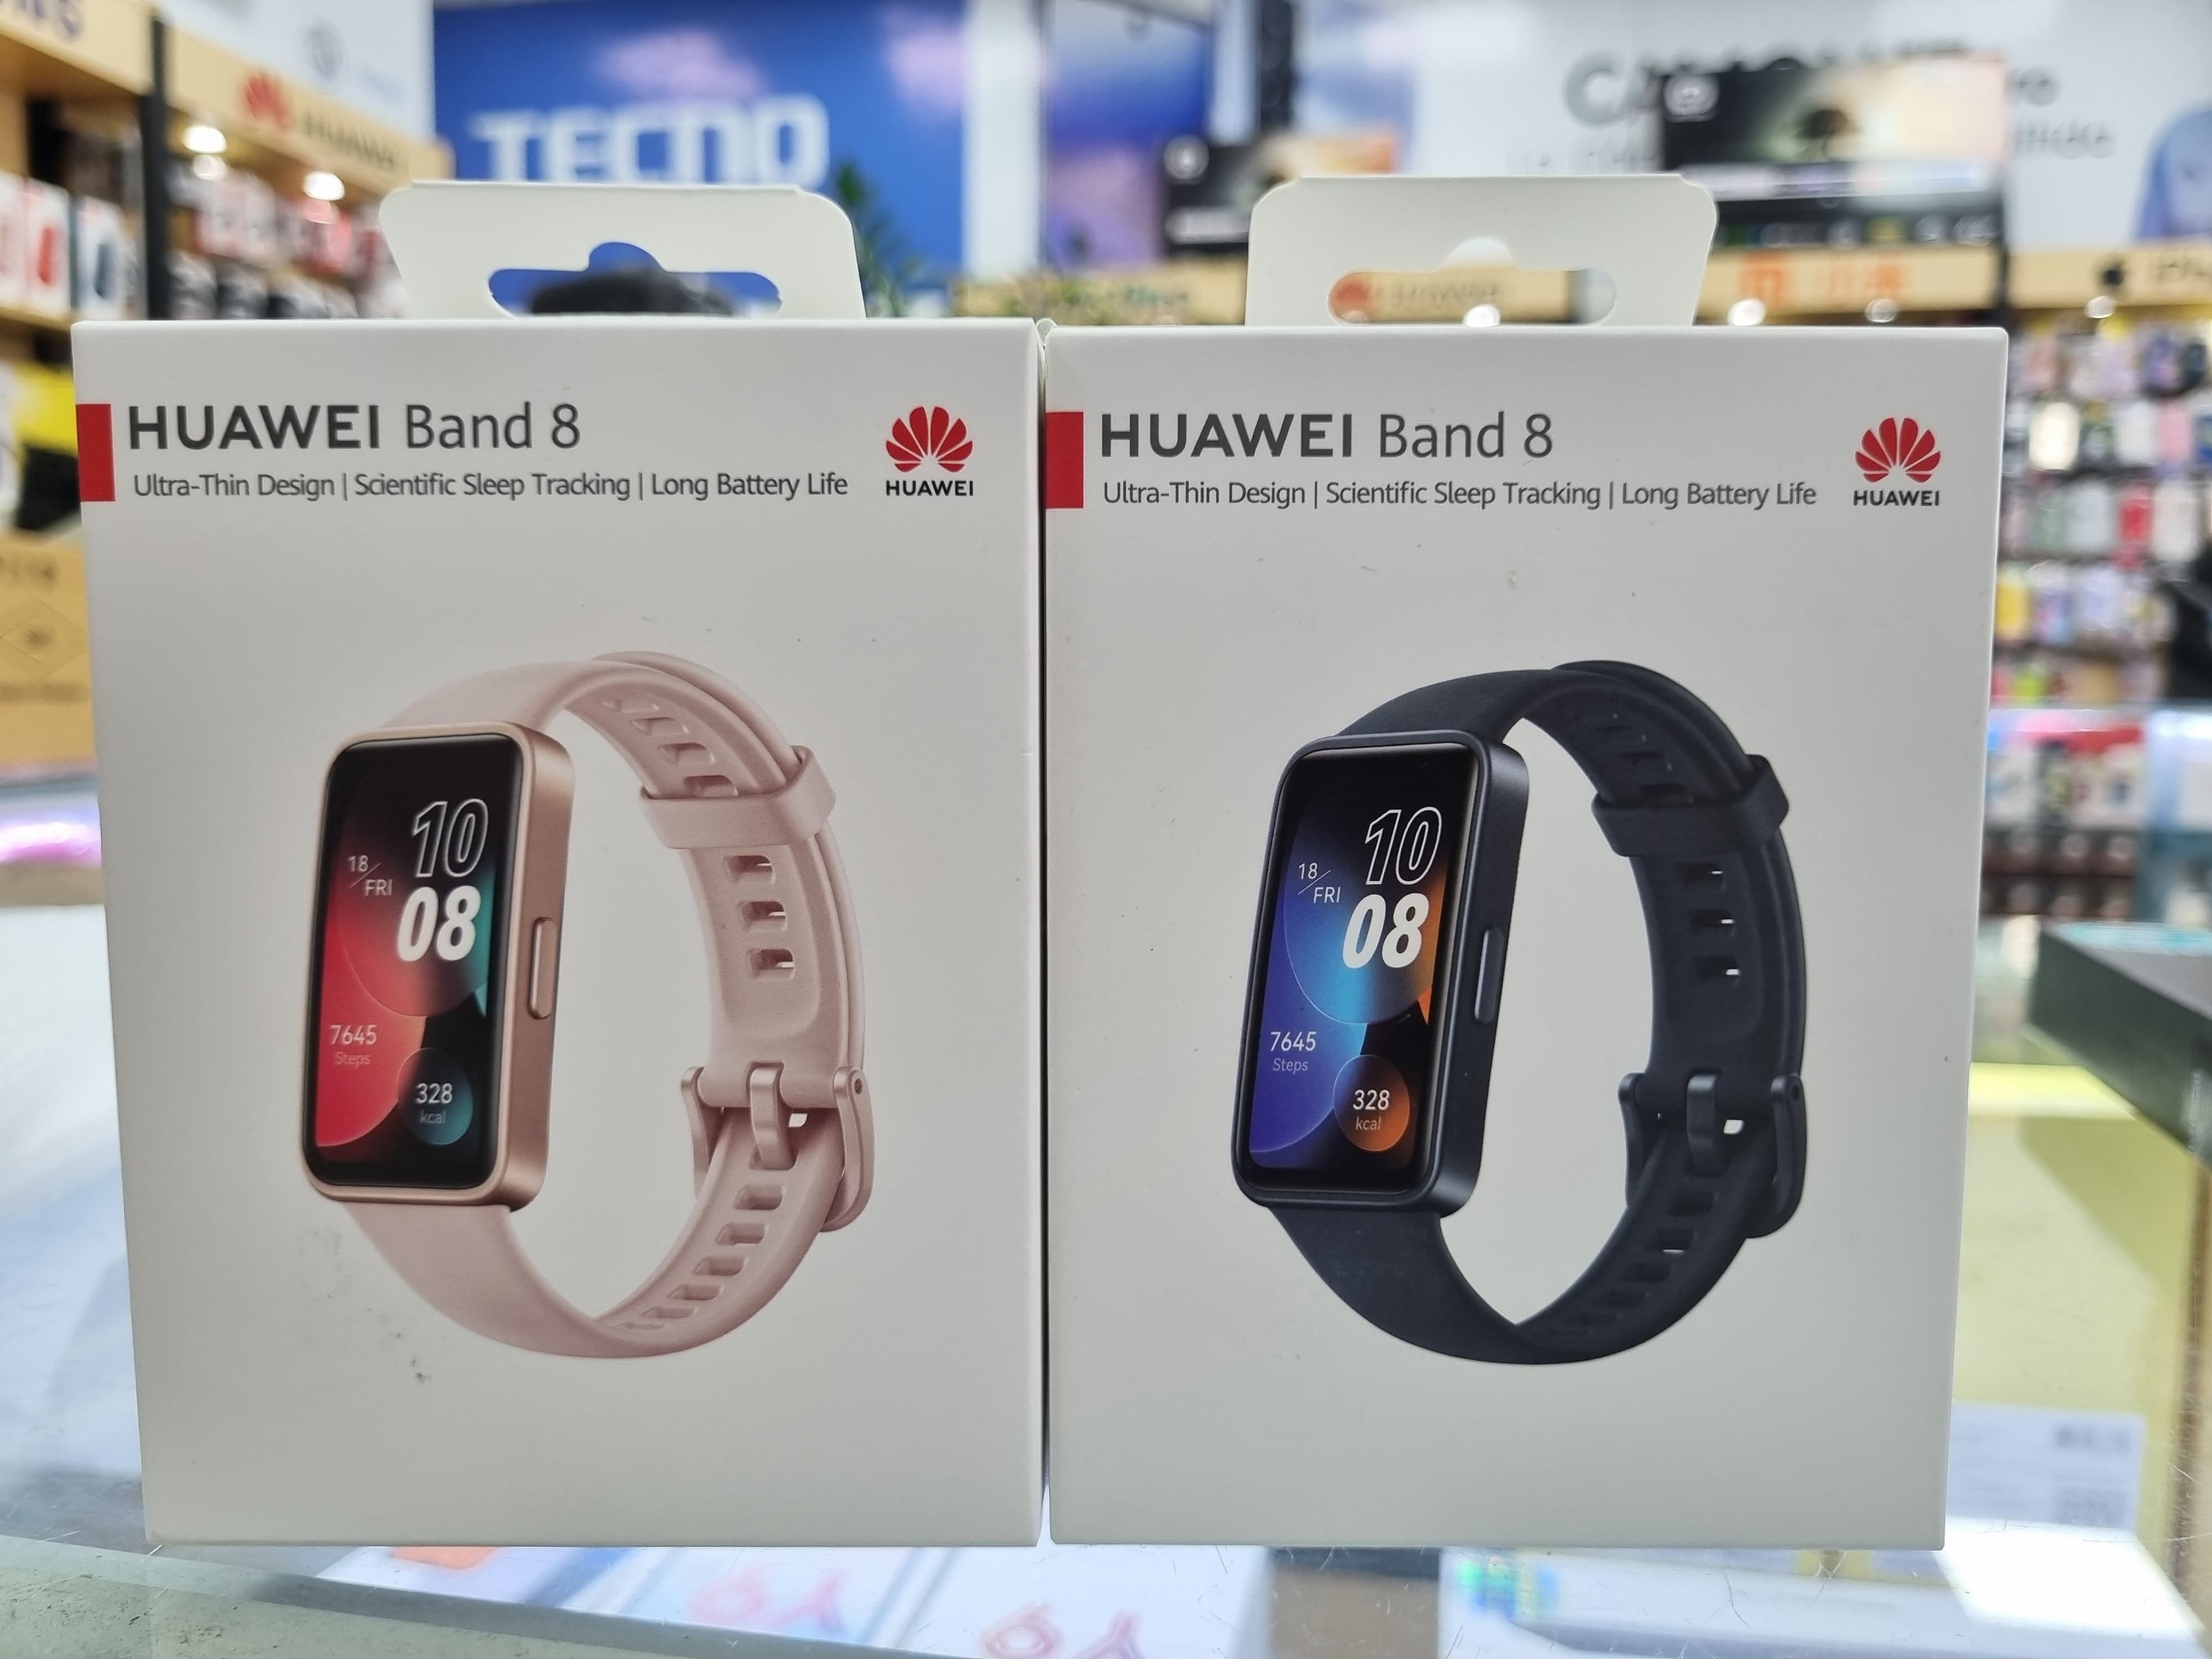 HUAWEI
TECNO
HUAWEI Band 8
Ultra-Thin Design | Scientific Sleep Tracking | Long Battery Life
HUAWEI
10
18/
FRI
08
7645
Steps
328
kcal
HUAWEI Band 8
Ultra-Thin Design | Scientific Sleep Tracking | Long Battery Life
HUAWEI
10
18/
FRI
08
7645
Steps
328
kcal